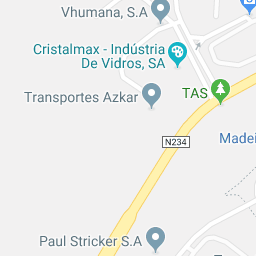 Vhumana, S.A
Cristalmax - Indústria
De Vidros, SA
TAS
Transportes Azkar
N234
Madei
Paul Stricker S.A